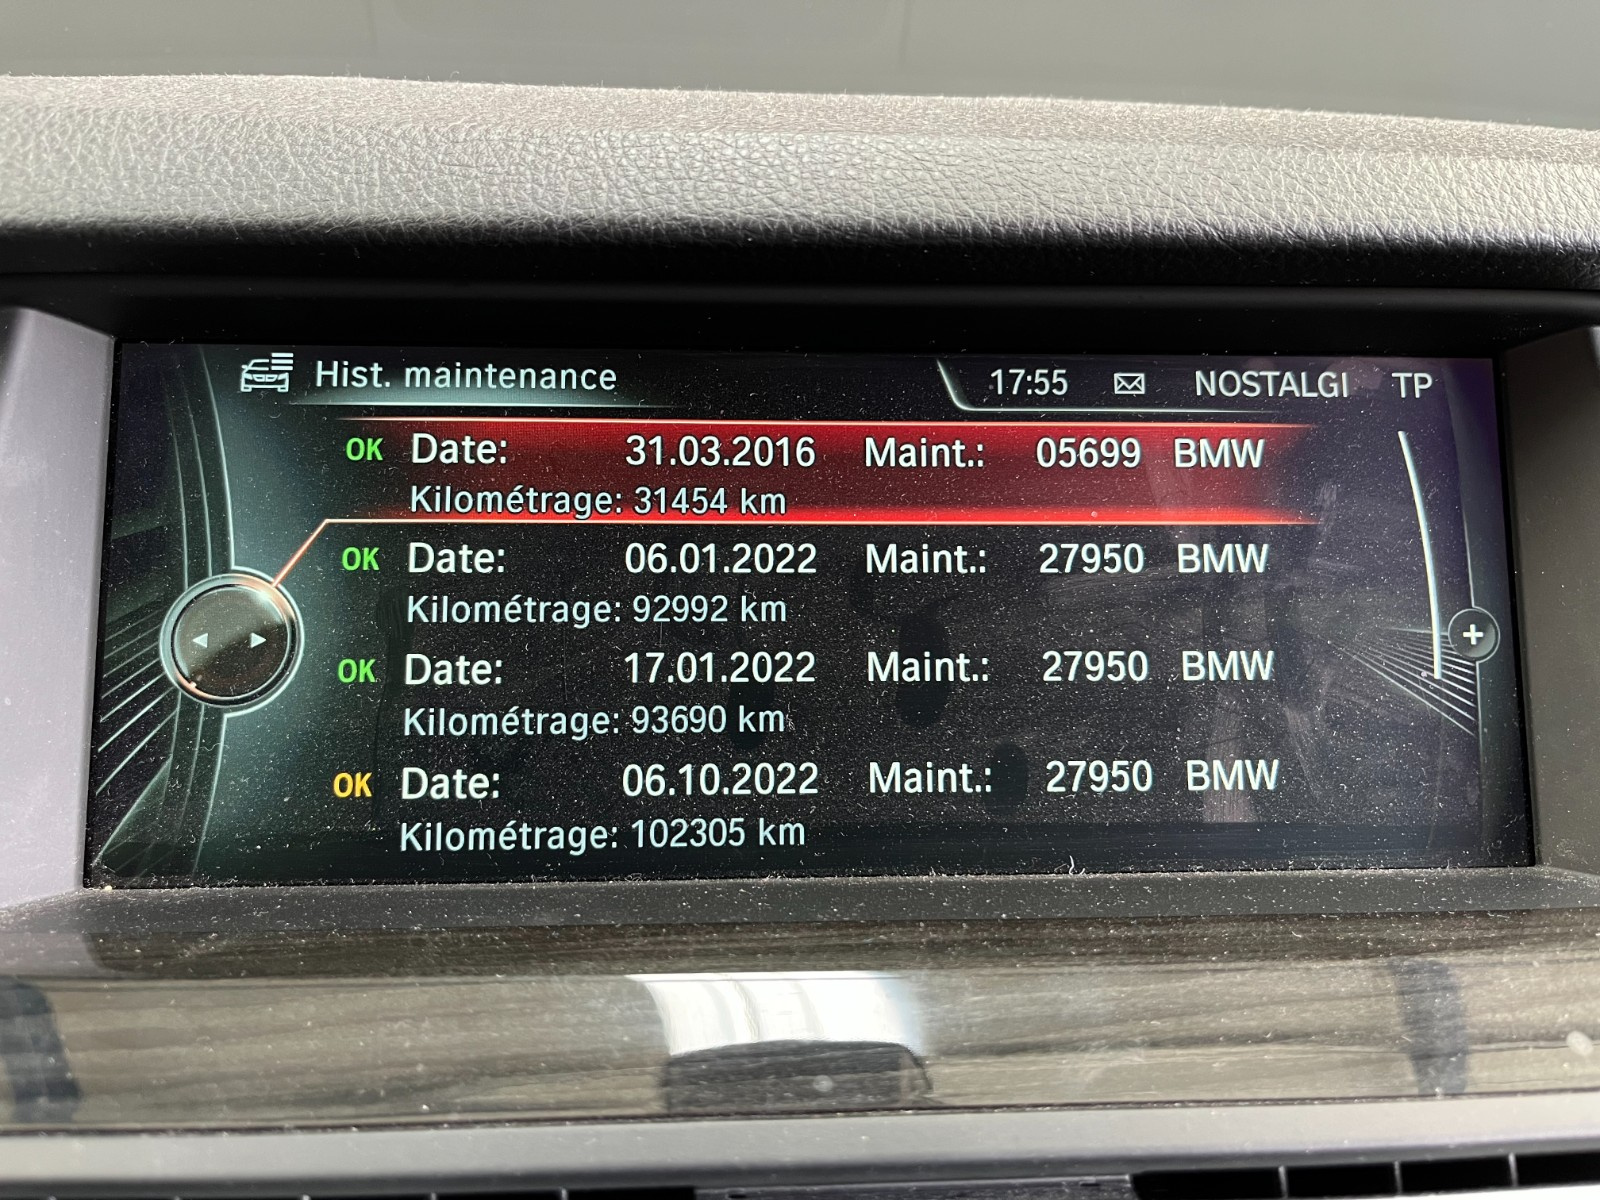 Hist. maintenance 17:55 NOSTALGI TP
OK Date: 31.03.2016 Maint.: 05699 BMW
Kilométrage: 31454 km
OK Date: 06.01.2022 Maint.: 27950 BMW
Kilométrage: 92992 km
OK Date: 17.01.2022 Maint.: 27950 BMW
Kilométrage: 93690 km
OK Date: 06.10.2022 Maint.: 27950 BMW
Kilométrage: 102305 km